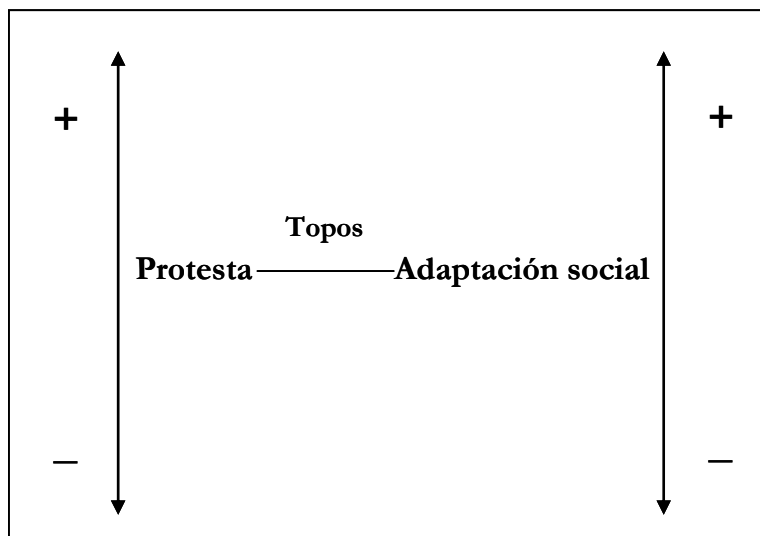 + +
Topos
Protesta Adaptación social
– –